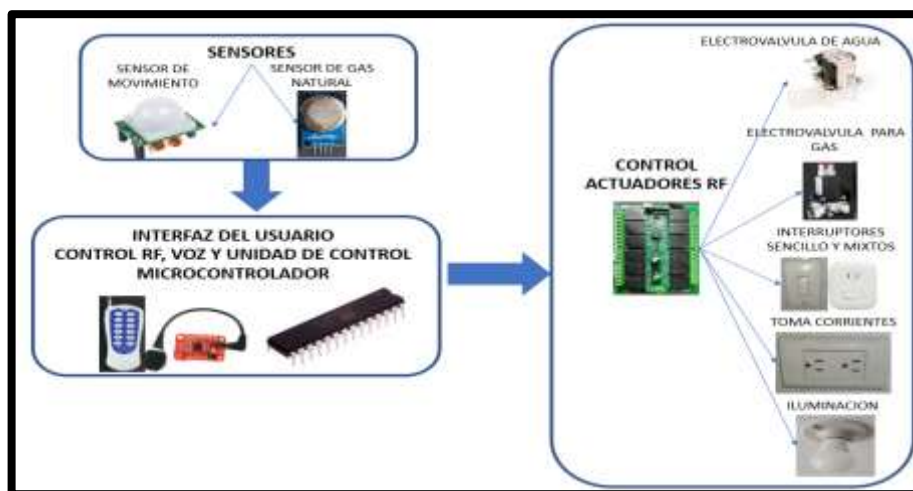 SENSORES
SENSOR DE
MOVIMIENTO
SENSOR DE GAS
NATURAL
INTERFAZ DEL USUARIO
CONTROL RF, VOZ Y UNIDAD DE CONTROL
MICROCONTROLADOR
CONTROL
ACTUADORES RF
ELECTROVALVULA DE AGUA
ELECTROVALVULA PARA
GAS
INTERRUPTORES
SENCILLO Y MIXTOS
TOMA CORRIENTES
ILUMINACION